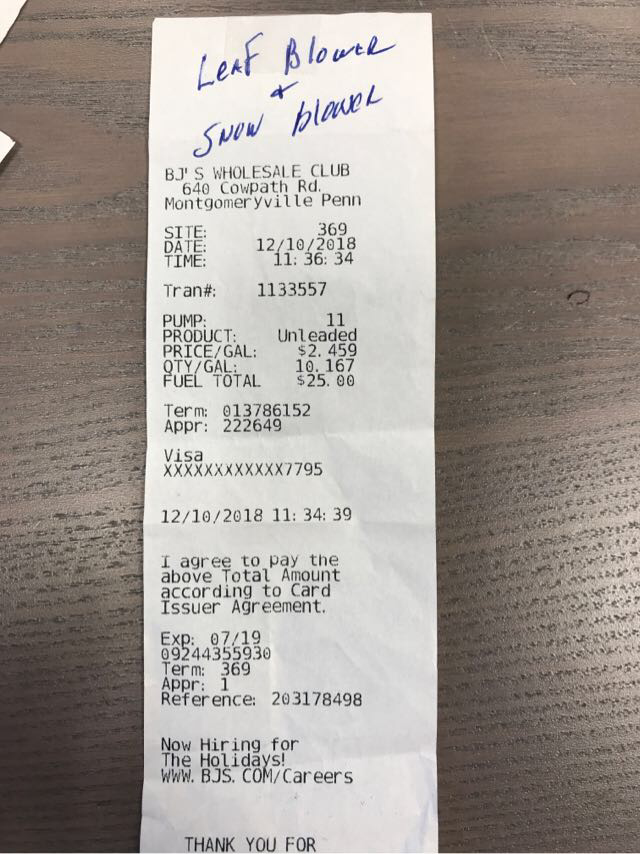 Leaf Blower
+
Snow Blower
BJ'S WHOLESALE CLUB
640 Cowpath Rd.
Montgomeryville Penn
SITE: 369
DATE: 12/10/2018
TIME: 11:36:34
Tran#: 1133557
PUMP: 11
PRODUCT: Unleaded
PRICE/GAL: $2.459
QTY/GAL: 10.167
FUEL TOTAL $25.00
Term: 013786152
Appr: 222649
Visa
XXXXXXXXXXXX7795
12/10/2018 11:34:39
I agree to pay the
above Total Amount
according to Card
Issuer Agreement.
Exp: 07/19
09244355930
Term: 369
Appr: 1
Reference: 203178498
Now Hiring for
The Holidays!
WWW.BJS.COM/Careers
THANK YOU FOR